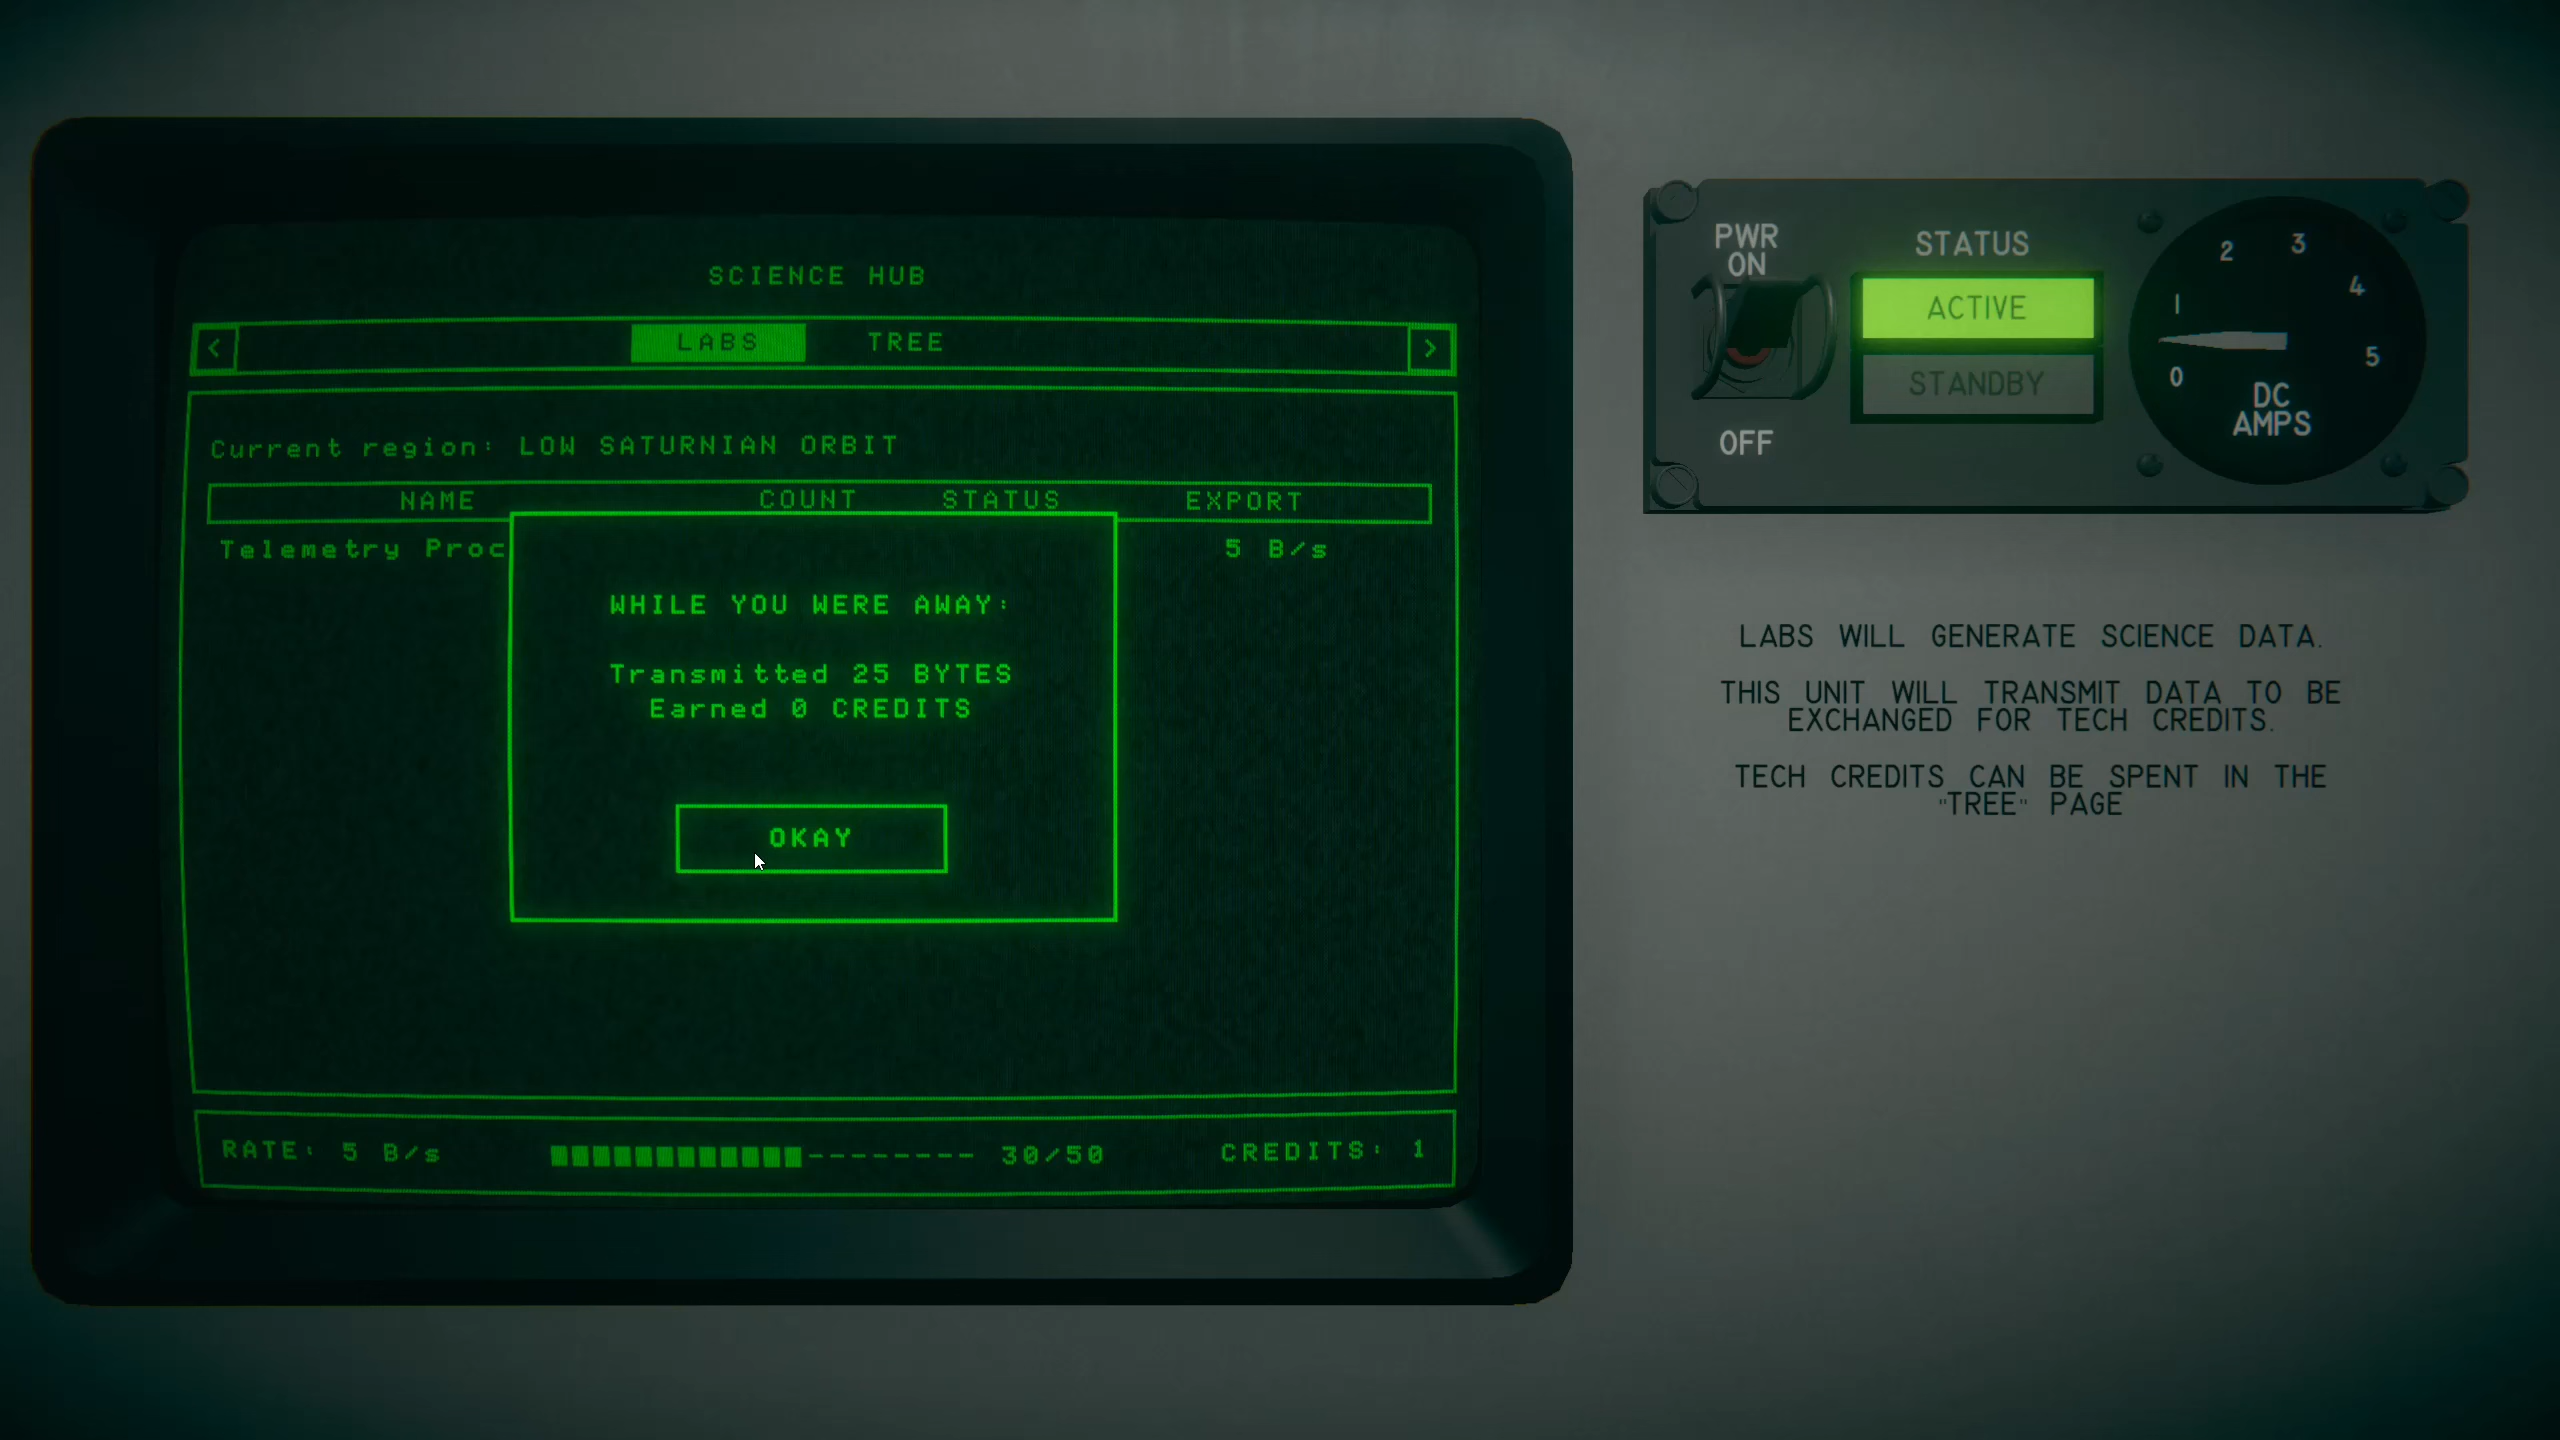 SCIENCE HUB
< LABS TREE >
Current region: LOW SATURNIAN ORBIT
NAME COUNT STATUS EXPORT
Telemetry Proc 5 B/s
WHILE YOU WERE AWAY:
Transmitted 25 BYTES
Earned 0 CREDITS
OKAY
RATE: 5 B/s 30/50 CREDITS: 1
PWR
ON
OFF
STATUS
ACTIVE
STANDBY
0 1 2 3 4 5
DC
AMPS
LABS WILL GENERATE SCIENCE DATA.
THIS UNIT WILL TRANSMIT DATA TO BE
EXCHANGED FOR TECH CREDITS.
TECH CREDITS CAN BE SPENT IN THE
"TREE" PAGE